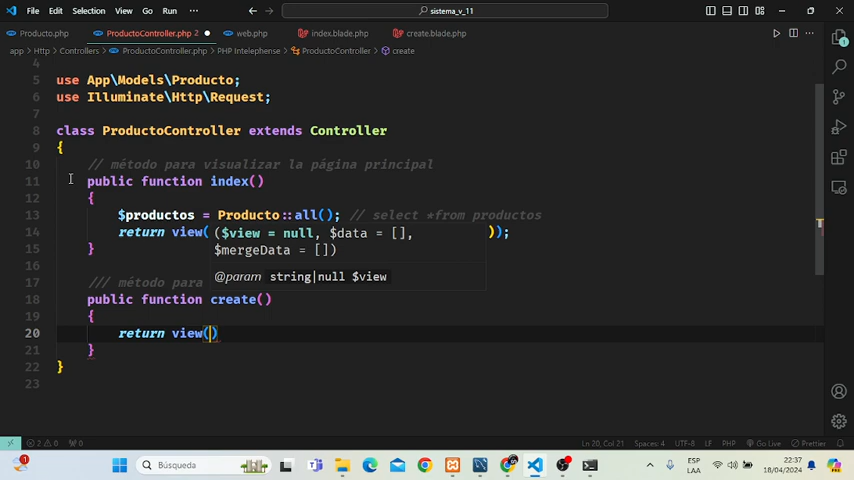 File Edit Selection View Go Run ... sistema_v_11
Producto.php ProductoController.php 2 web.php index.blade.php create.blade.php
app > Http > Controllers > ProductoController.php > PHP Intelephense > ProductoController > create
4
5 use App\Models\Producto;
6 use Illuminate\Http\Request;
7
8 class ProductoController extends Controller
9 {
10 // método para visualizar la página principal
11 public function index()
12 {
13 $productos = Producto::all(); // select *from productos
14 return view( ));
($view = null, $data = [],
15 }
$mergeData = [])
16
@param string|null $view
17 /// método para
18 public function create()
19 {
20 return view()
21 }
22 }
23
2 0 0 Ln 20, Col 21 Spaces: 4 UTF-8 LF PHP Go Live Prettier
Búsqueda ESP LAA 22:37 18/04/2024